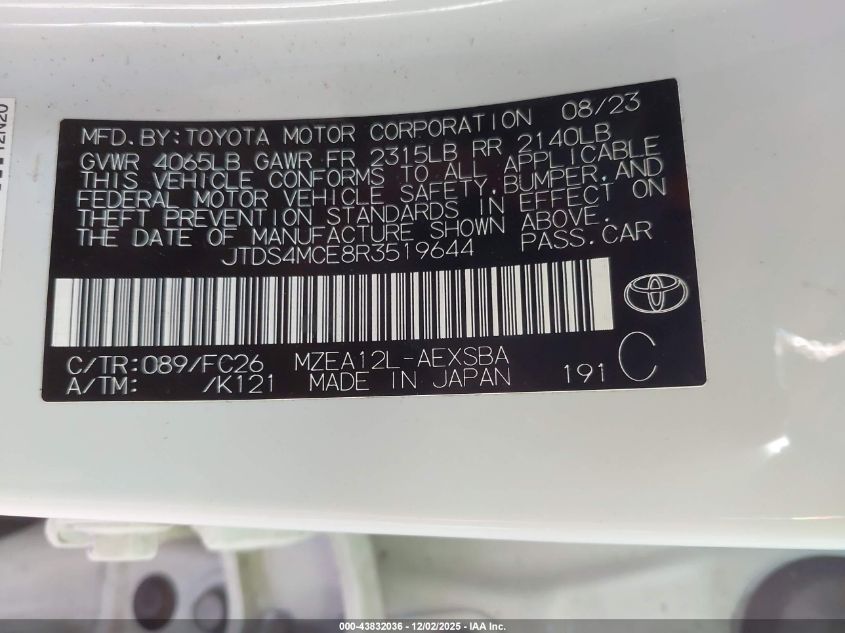 MFD. BY: TOYOTA MOTOR CORPORATION 08/23
GVWR 4065LB GAWR FR 2315LB RR 2140LB
THIS VEHICLE CONFORMS TO ALL APPLICABLE
FEDERAL MOTOR VEHICLE SAFETY, BUMPER, AND
THEFT PREVENTION STANDARDS IN EFFECT ON
THE DATE OF MANUFACTURE SHOWN ABOVE.
JTDS4MCE8R3519644 PASS. CAR
C/TR: 089/FC26 MZEA12L-AEXSBA
A/TM: /K121 MADE IN JAPAN 191 C
12N20
000-43832036 - 12/02/2025 - IAA Inc.